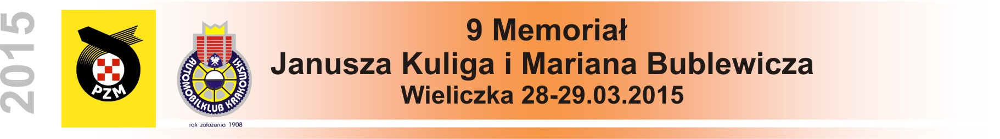 2015
PZM
AUTOMOBILKLUB KRAKOWSKI
rok założenia 1908
9 Memoriał
Janusza Kuliga i Mariana Bublewicza
Wieliczka 28-29.03.2015